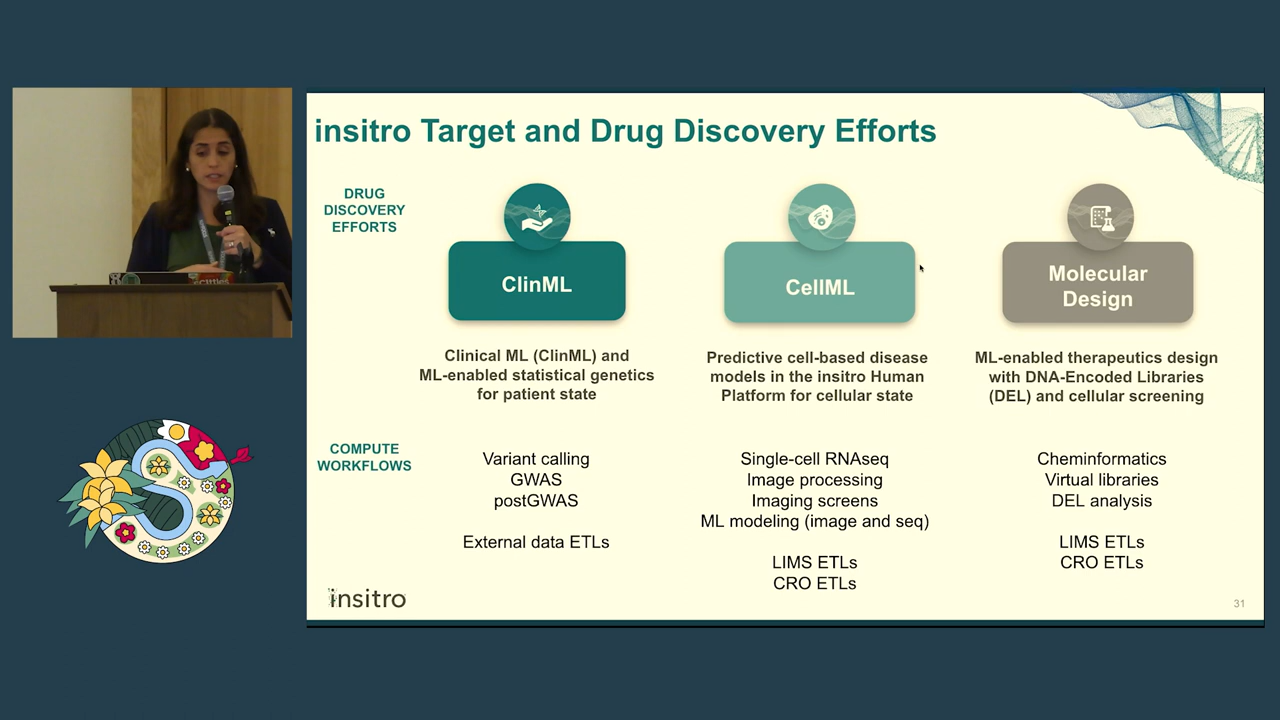 insitro Target and Drug Discovery Efforts
DRUG
DISCOVERY
EFFORTS
ClinML
Clinical ML (ClinML) and
ML-enabled statistical genetics
for patient state
CellML
Predictive cell-based disease
models in the insitro Human
Platform for cellular state
Molecular
Design
ML-enabled therapeutics design
with DNA-Encoded Libraries
(DEL) and cellular screening
COMPUTE
WORKFLOWS
Variant calling
GWAS
postGWAS
External data ETLs
Single-cell RNAseq
Image processing
Imaging screens
ML modeling (image and seq)
LIMS ETLs
CRO ETLs
Cheminformatics
Virtual libraries
DEL analysis
LIMS ETLs
CRO ETLs
insitro
31